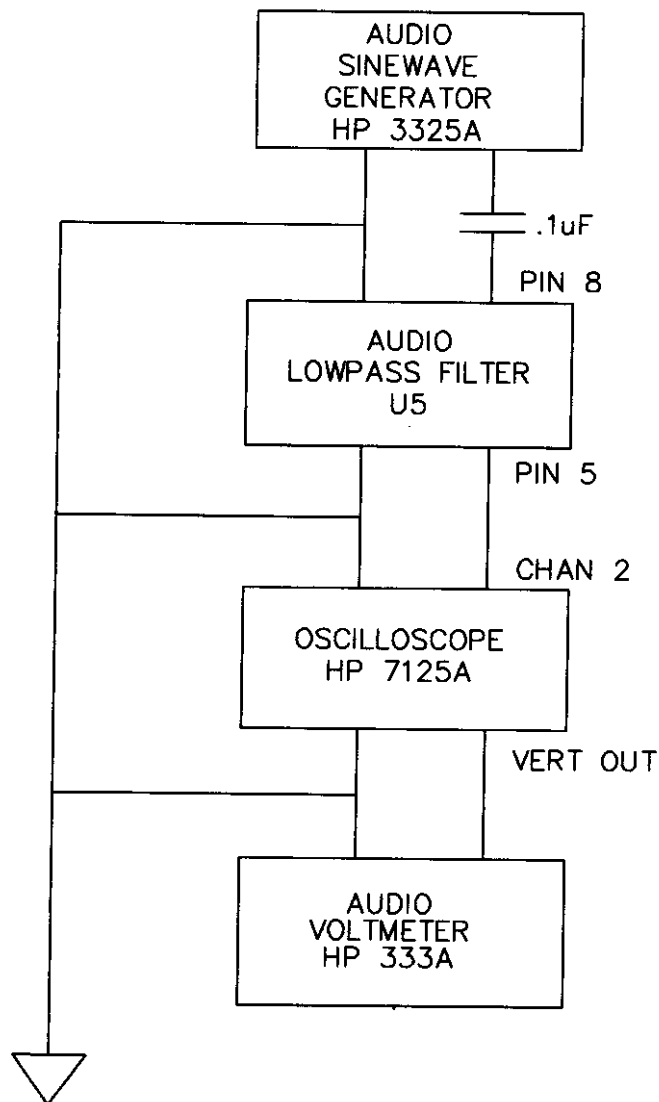 AUDIO
SINEWAVE
GENERATOR
HP 3325A
.1uF
PIN 8
AUDIO
LOWPASS FILTER
U5
PIN 5
CHAN 2
OSCILLOSCOPE
HP 7125A
VERT OUT
AUDIO
VOLTMETER
HP 333A